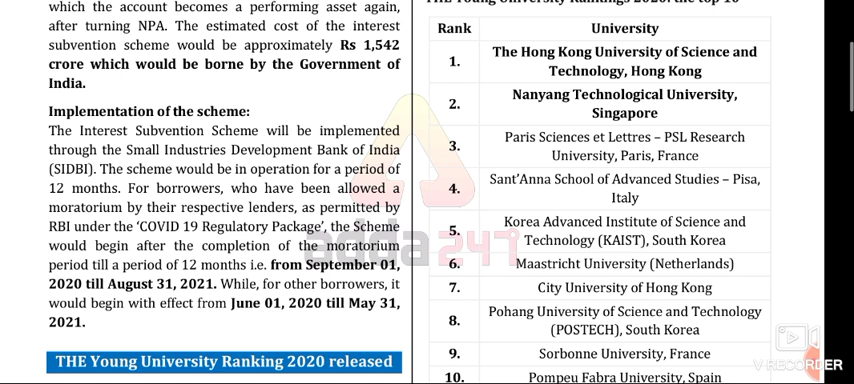 which the account becomes a performing asset again,
after turning NPA. The estimated cost of the interest
subvention scheme would be approximately Rs 1,542
crore which would be borne by the Government of
India.
Implementation of the scheme:
The Interest Subvention Scheme will be implemented
through the Small Industries Development Bank of India
(SIDBI). The scheme would be in operation for a period of
12 months. For borrowers, who have been allowed a
moratorium by their respective lenders, as permitted by
RBI under the ‘COVID 19 Regulatory Package’, the Scheme
would begin after the completion of the moratorium
period till a period of 12 months i.e. from September 01,
2020 till August 31, 2021. While, for other borrowers, it
would begin with effect from June 01, 2020 till May 31,
2021.
THE Young University Ranking 2020 released
THE Young University Rankings 2020: the top 10
Rank University
1. The Hong Kong University of Science and
Technology, Hong Kong
2. Nanyang Technological University,
Singapore
3. Paris Sciences et Lettres – PSL Research
University, Paris, France
4. Sant’Anna School of Advanced Studies – Pisa,
Italy
5. Korea Advanced Institute of Science and
Technology (KAIST), South Korea
6. Maastricht University (Netherlands)
7. City University of Hong Kong
8. Pohang University of Science and Technology
(POSTECH), South Korea
9. Sorbonne University, France
10. Pompeu Fabra University, Spain
adda247
V RECORDER